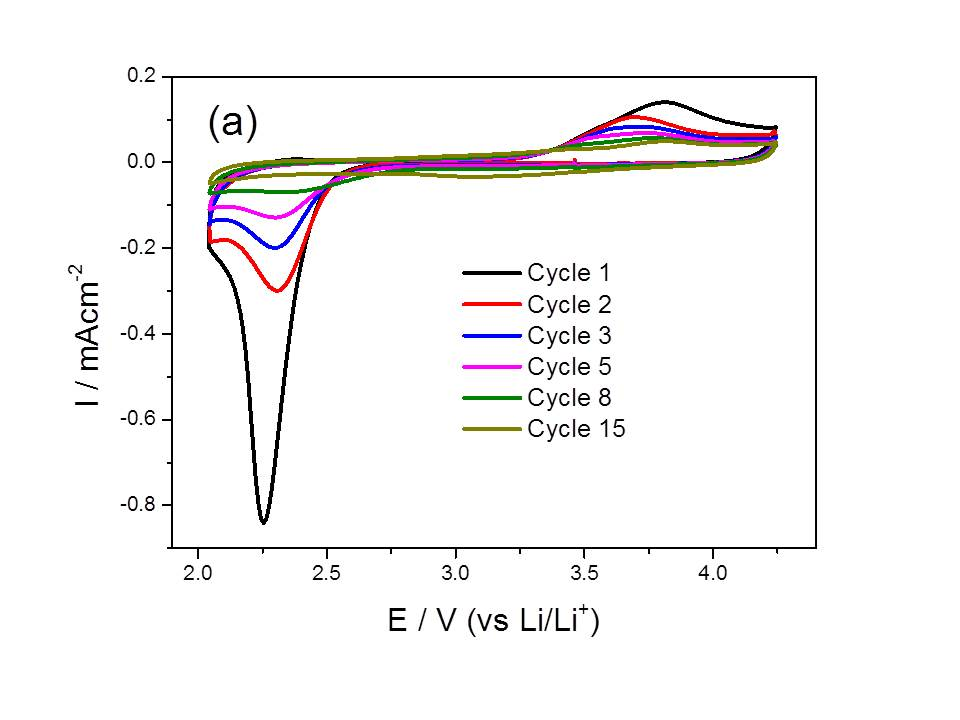 (a)
0.2
0.0
-0.2
-0.4
-0.6
-0.8
I / mAcm-2
Cycle 1
Cycle 2
Cycle 3
Cycle 5
Cycle 8
Cycle 15
2.0 2.5 3.0 3.5 4.0
E / V (vs Li/Li+)